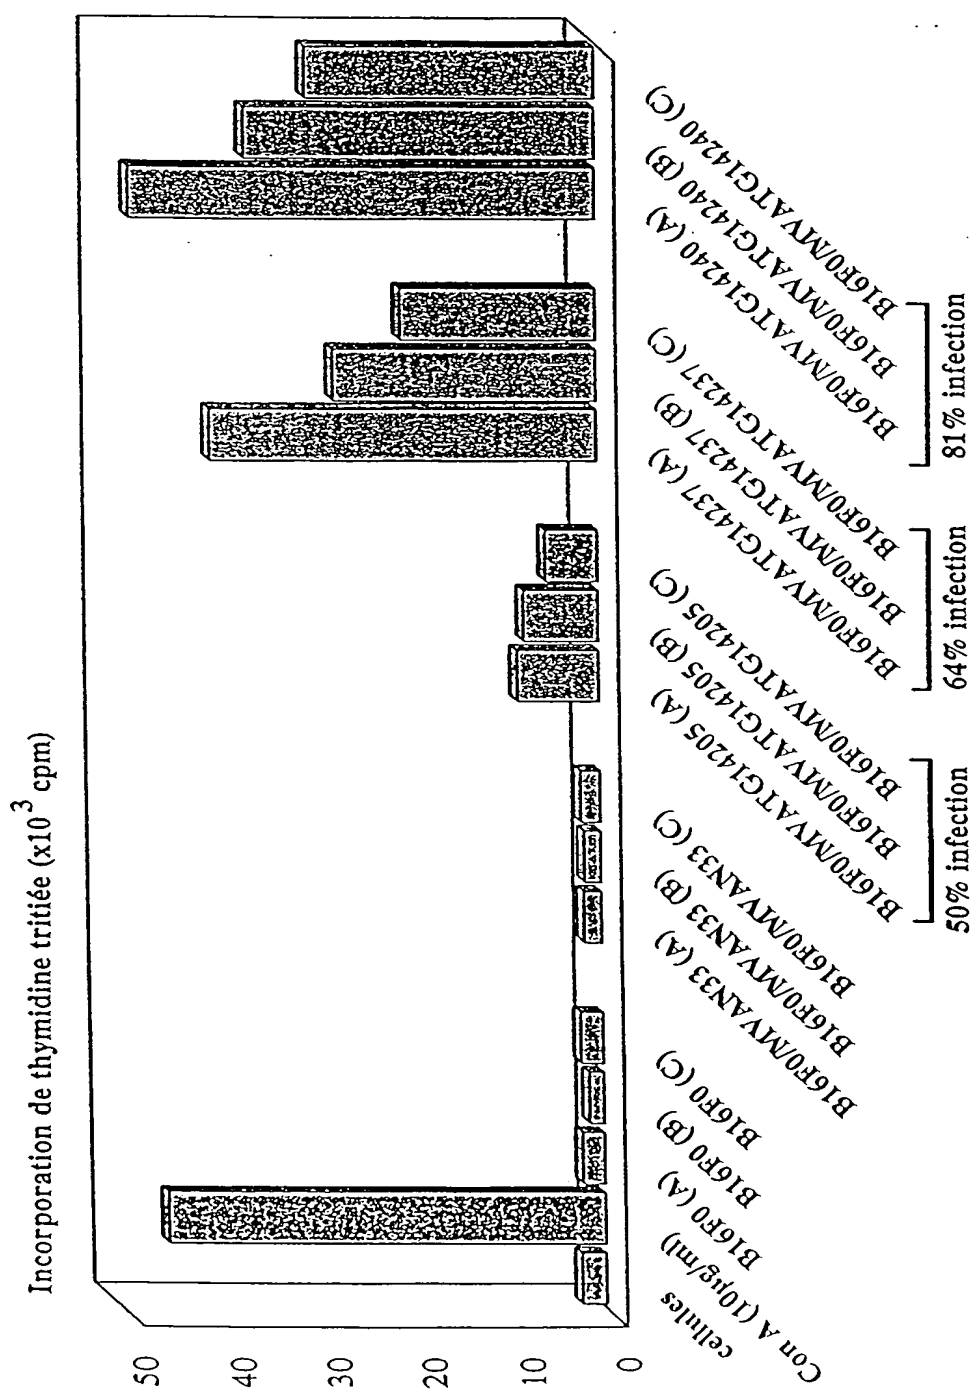 Incorporation de thymidine tritiée (x10³ cpm)
50
40
30
20
10
0
cellules
Con A (10µg/ml)
B16F0 (A)
B16F0 (B)
B16F0 (C)
B16F0/MVAN33 (A)
B16F0/MVAN33 (B)
B16F0/MVAN33 (C)
B16F0/MVATG14205 (A)
B16F0/MVATG14205 (B)
B16F0/MVATG14205 (C)
B16F0/MVATG14237 (A)
B16F0/MVATG14237 (B)
B16F0/MVATG14237 (C)
B16F0/MVATG14240 (A)
B16F0/MVATG14240 (B)
B16F0/MVATG14240 (C)
50% infection
64% infection
81% infection